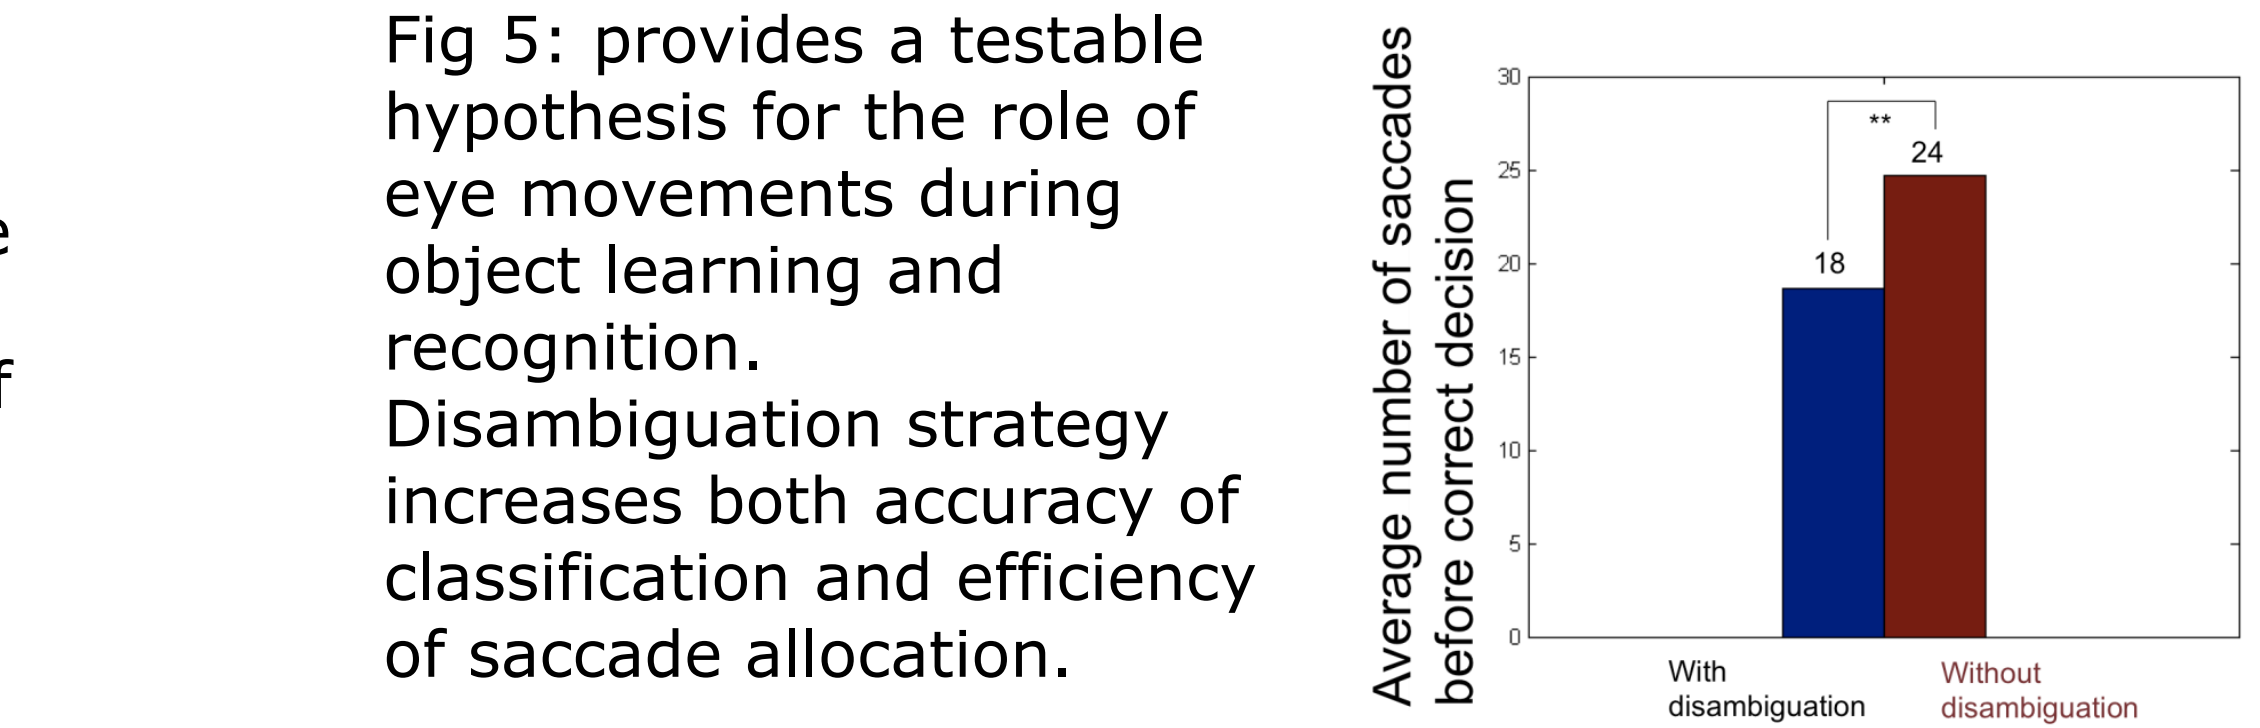 e
f
Fig 5: provides a testable
hypothesis for the role of
eye movements during
object learning and
recognition.
Disambiguation strategy
increases both accuracy of
classification and efficiency
of saccade allocation.
Average number of saccades
before correct decision
30
25
20
15
10
5
0
**
24
18
With
disambiguation
Without
disambiguation